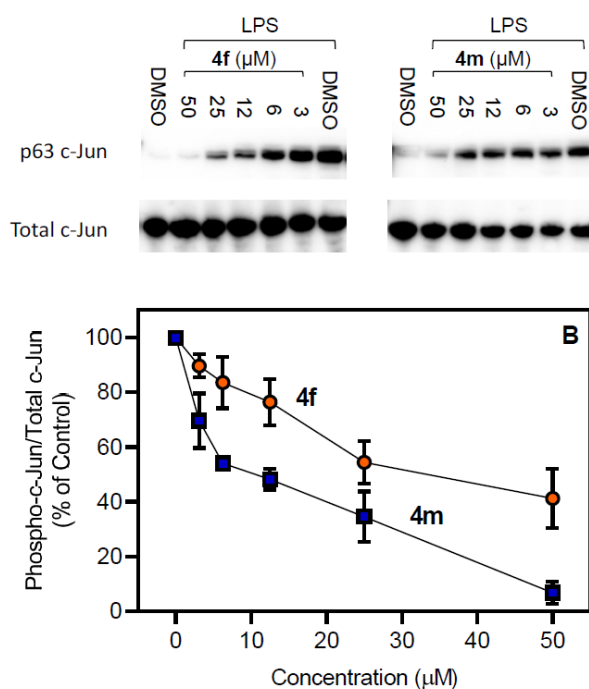 LPS LPS
4f (µM) 4m (µM)
DMSO 50 25 12 6 3 DMSO DMSO 50 25 12 6 3 DMSO
p63 c-Jun
Total c-Jun
B
Phospho-c-Jun/Total c-Jun
(% of Control)
100
80
60
40
20
0
4f
4m
0 10 20 30 40 50
Concentration (µM)